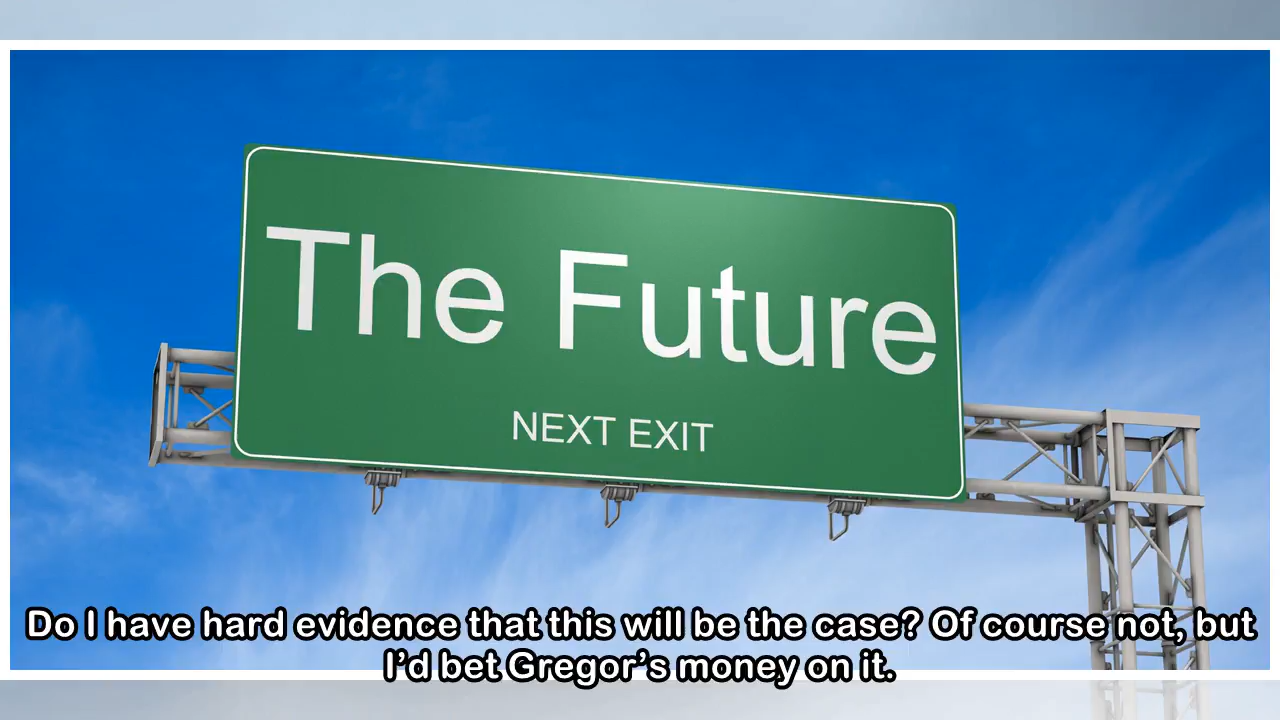 The Future
NEXT EXIT
Do I have hard evidence that this will be the case? Of course not, but
I’d bet Gregor’s money on it.